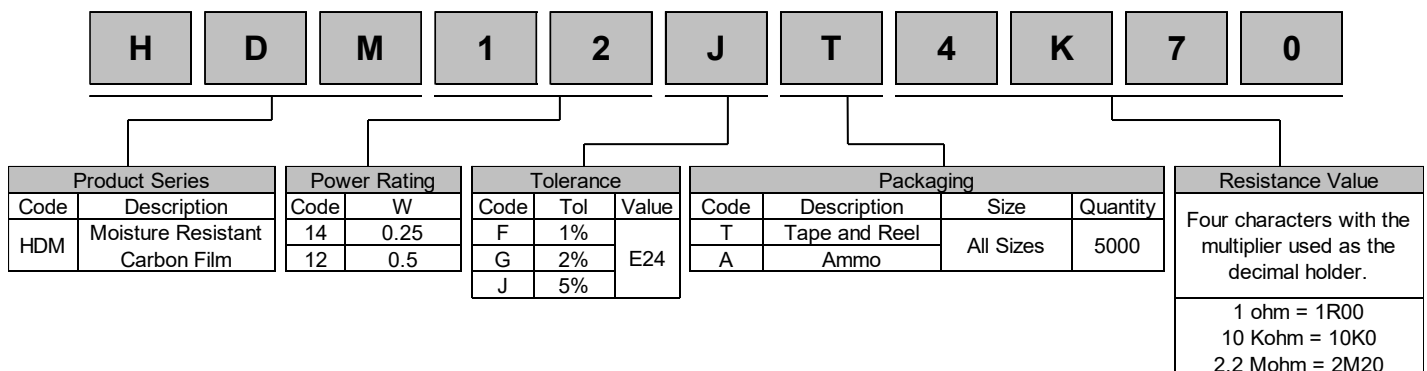 H D M 1 2 J T 4 K 7 0
Product Series
Code Description
HDM Moisture Resistant
Carbon Film
Power Rating
Code W
14 0.25
12 0.5
Tolerance
Code Tol Value
F 1%
G 2% E24
J 5%
Packaging
Code Description Size Quantity
T Tape and Reel All Sizes 5000
A Ammo
Resistance Value
Four characters with the
multiplier used as the
decimal holder.
1 ohm = 1R00
10 Kohm = 10K0
2.2 Mohm = 2M20